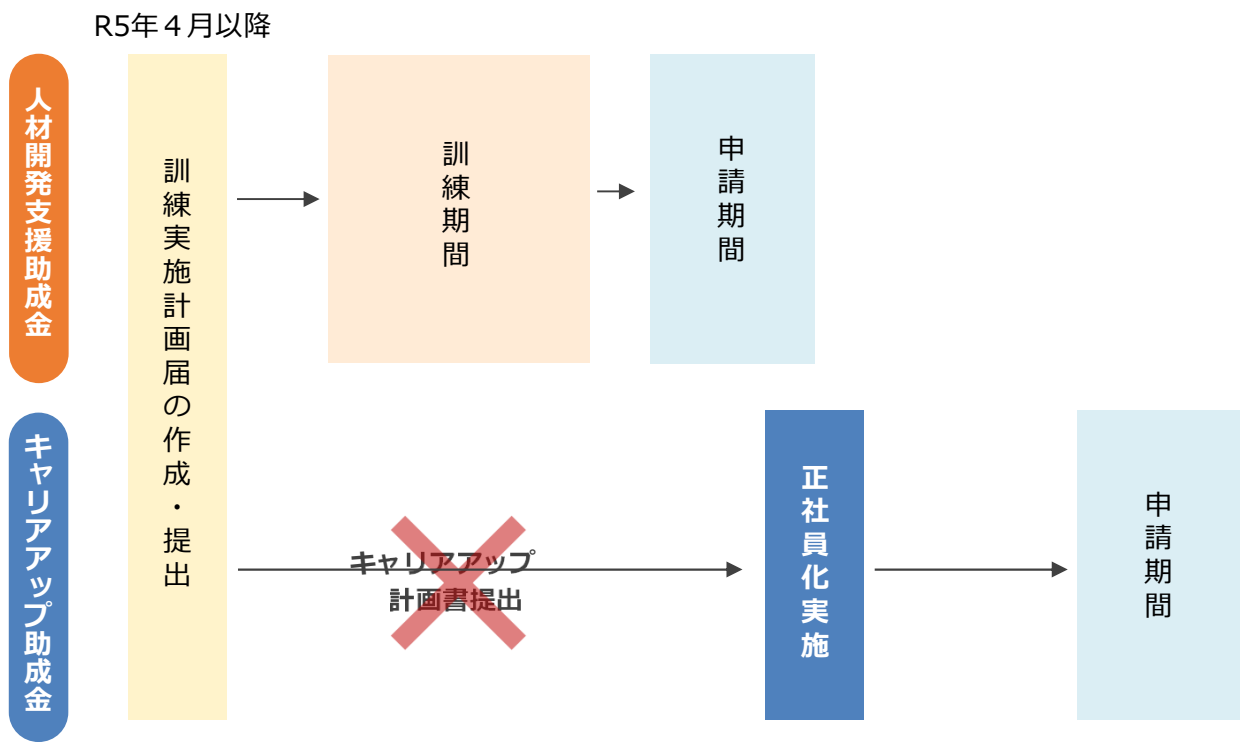 R5年４月以降
人材開発支援助成金
訓練実施計画届の作成・提出
訓練期間
申請期間
キャリアアップ助成金
キャリアアップ
計画書提出
正社員化実施
申請期間